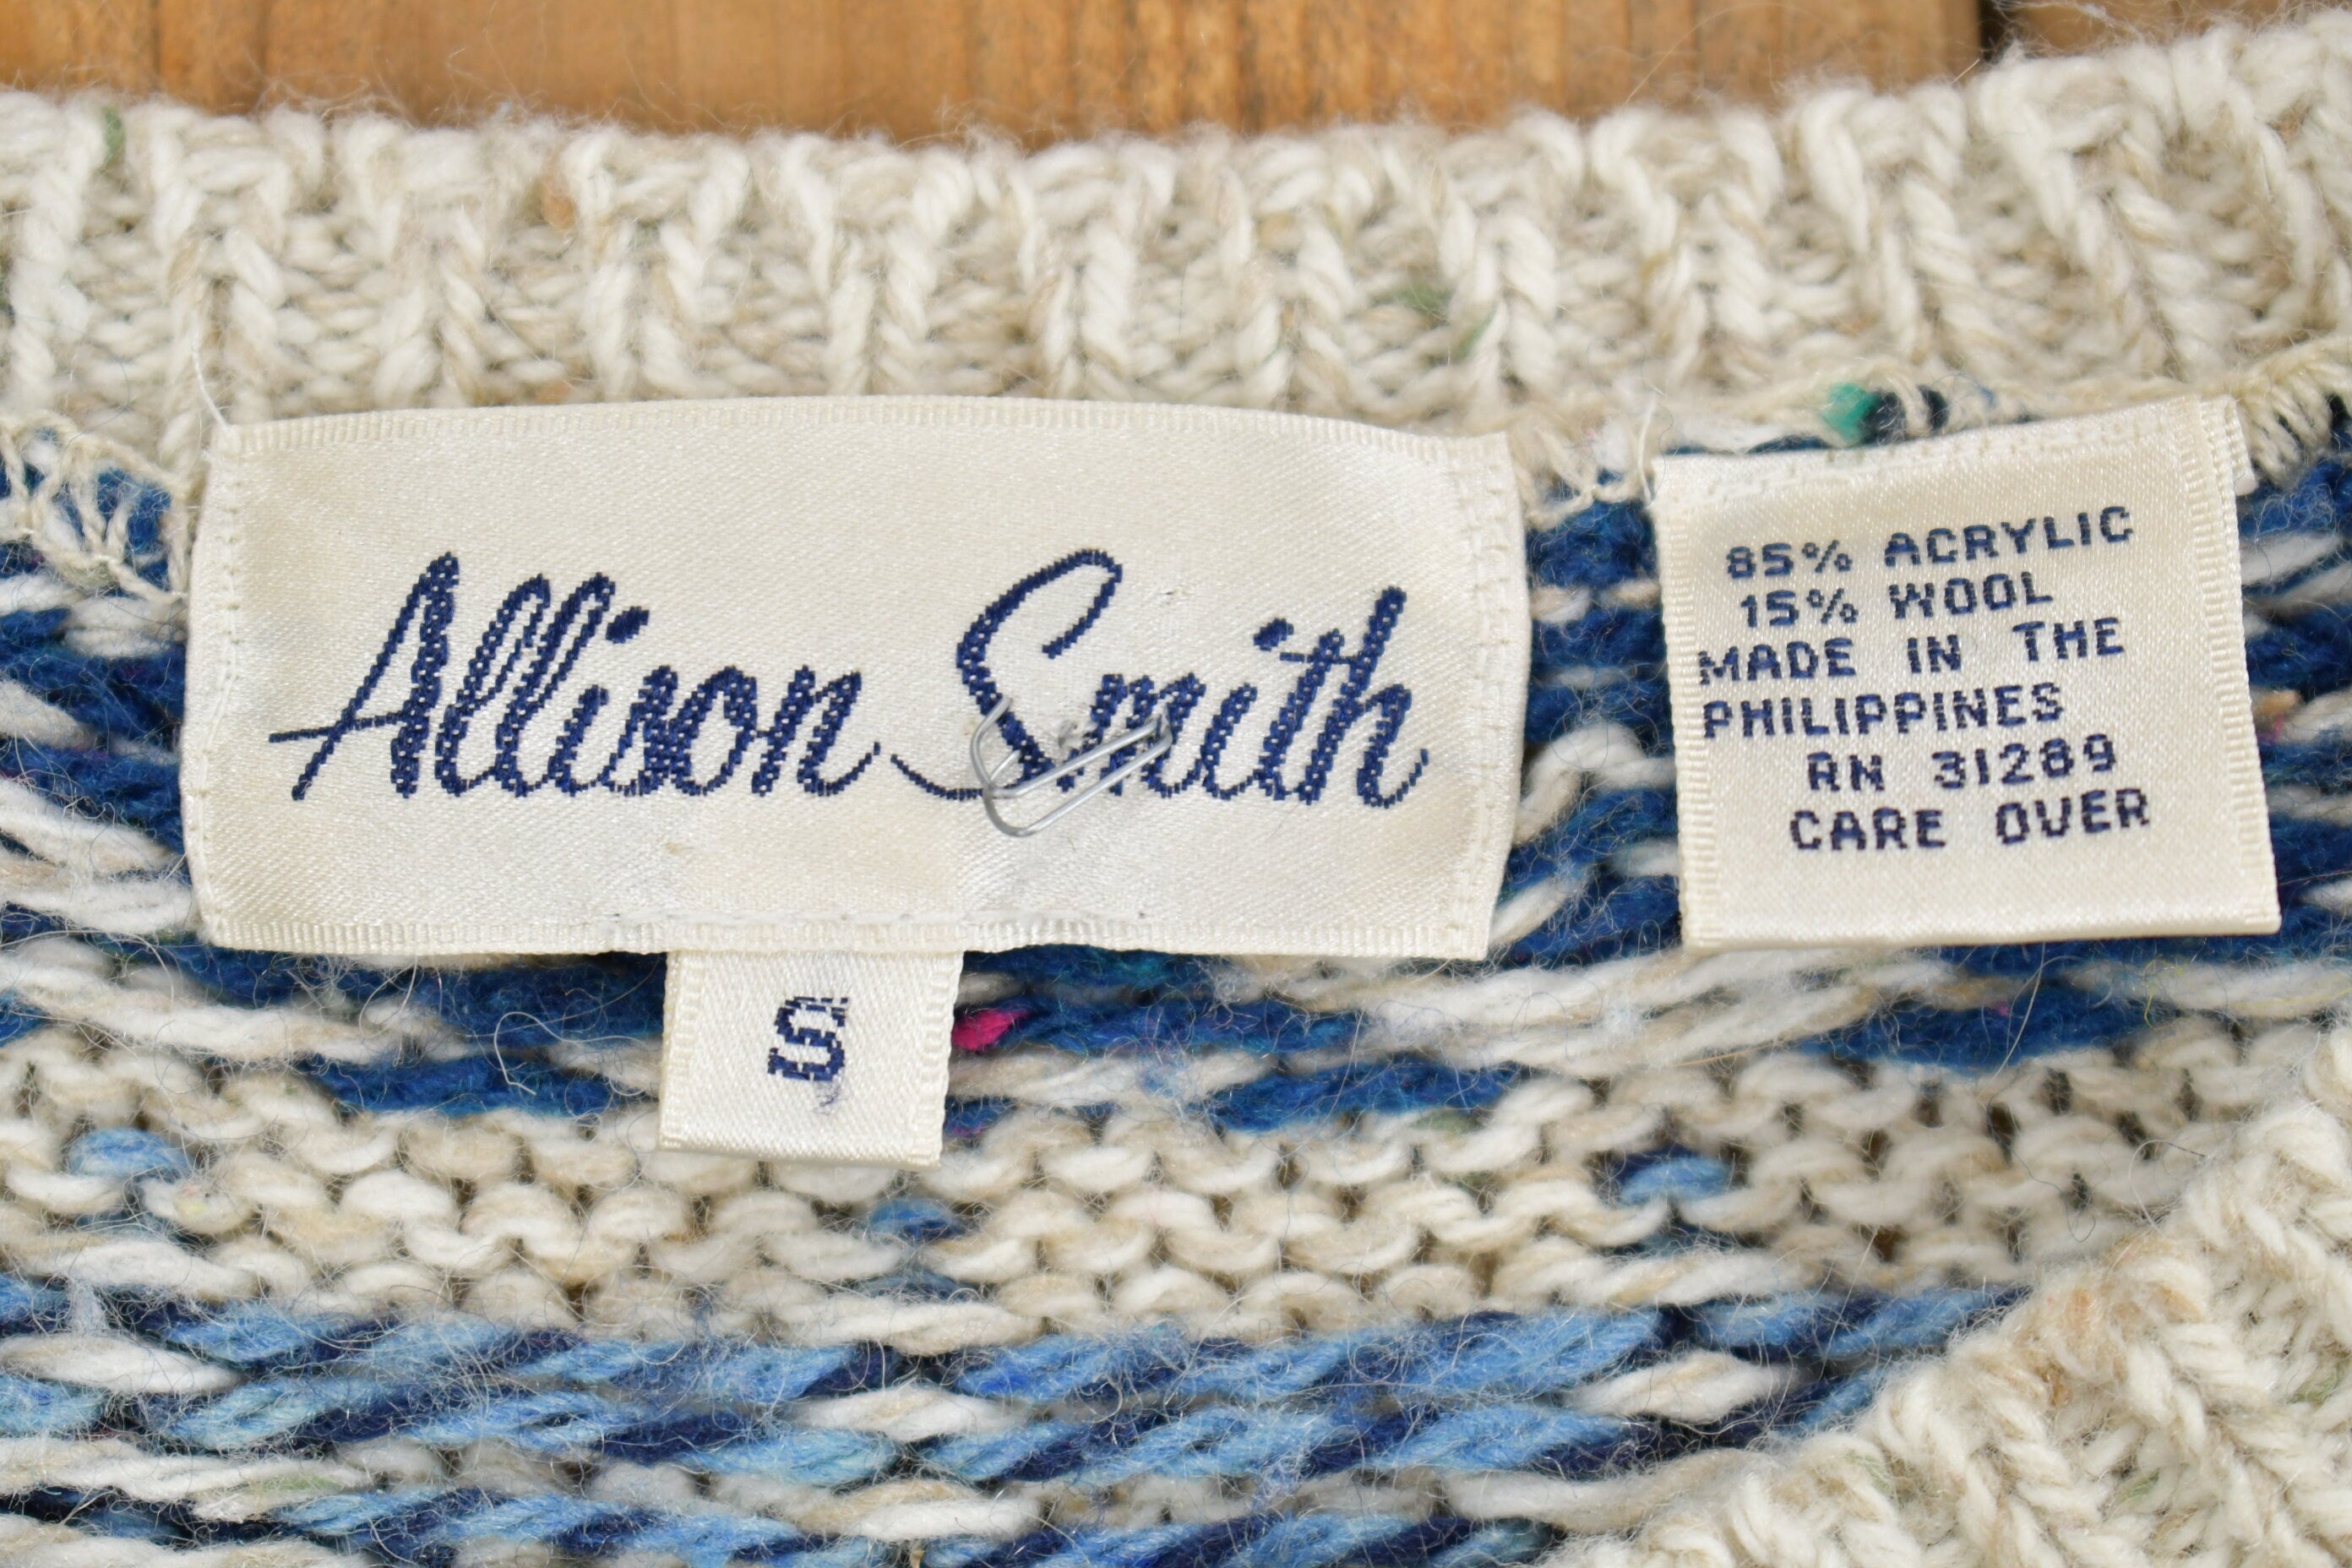 Allison Smith
S
85% ACRYLIC
15% WOOL
MADE IN THE
PHILIPPINES
RN 31289
CARE OVER